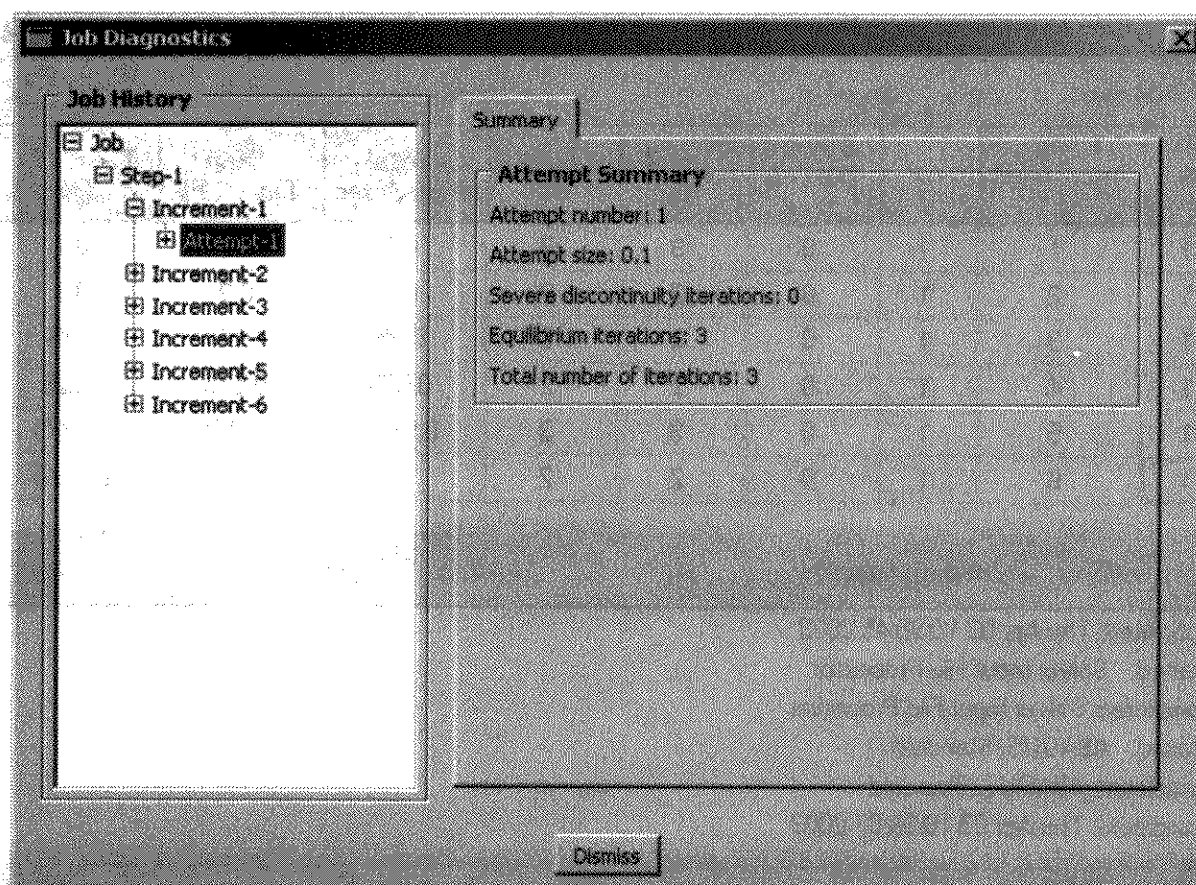 Job Diagnostics
Job History
Job
Step-1
Increment-1
Attempt-1
Increment-2
Increment-3
Increment-4
Increment-5
Increment-6
Summary
Attempt Summary
Attempt number: 1
Attempt size: 0.1
Severe discontinuity iterations: 0
Equilibrium iterations: 3
Total number of iterations: 3
Dismiss